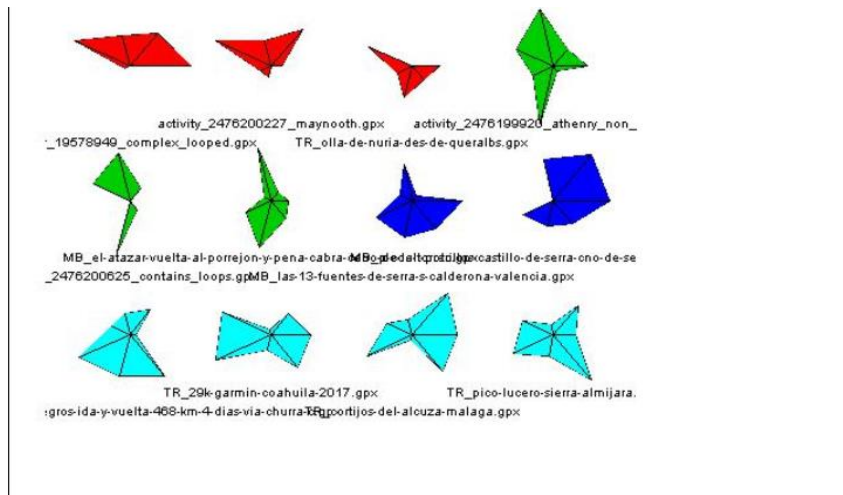 activity_2476200227_maynooth.gpx activity_2476199920_athenry_non_
_19578949_complex_looped.gpx TR_olla-de-nuria-des-de-queralbs.gpx
MB_el-atazar-vuelta-al-porrejon-y-pena-cabra- castillo-de-serra-cno-de-se
_2476200625_contains_loops. MB_las-13-fuentes-de-serra-s-calderona-valencia.gpx
TR_29k-garmin-coahuila-2017.gpx TR_pico-lucero-sierra-almijara.
gros-ida-y-vuelta-468-km-4-dias-via-churra- ortijos-del-alcuza-malaga.gpx